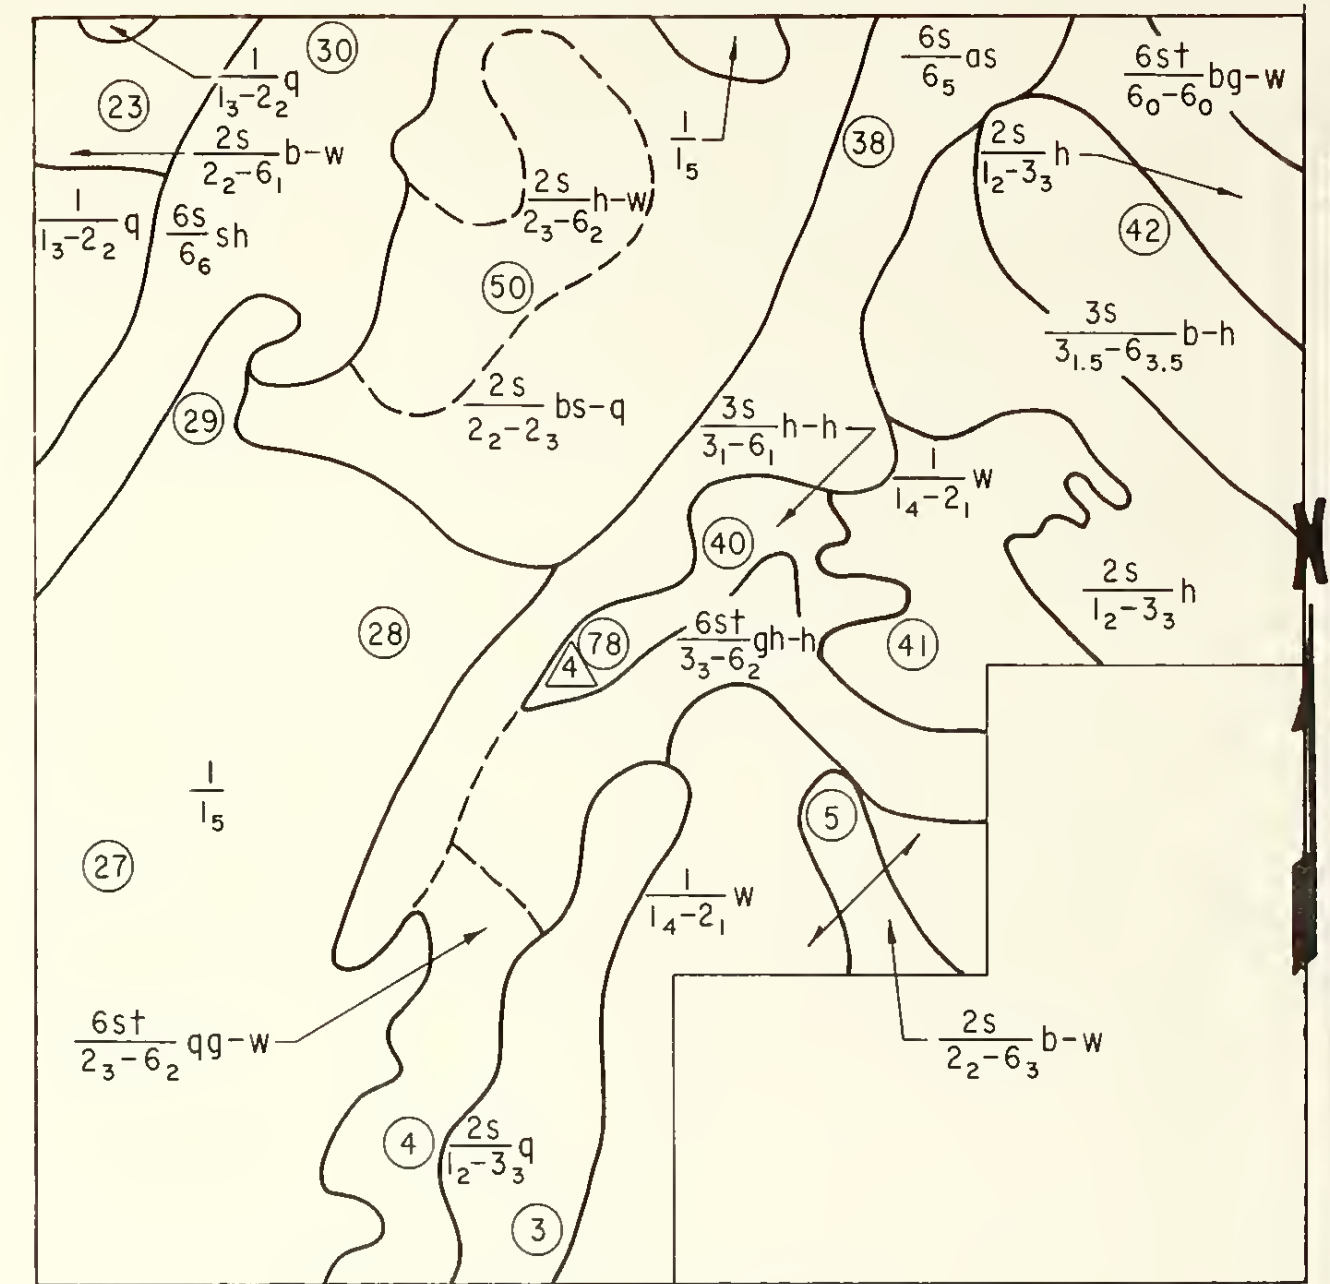 30
1/1₃-2₂ q
23
2s/2₂-6₁ b-w
1/1₃-2₂ q
6s/6₆ sh
2s/2₃-6₂ h-w
50
1/1₅
38
6s/6₅ as
6st/6₀-6₀ bg-w
2s/1₂-3₃ h
42
3s/3₁.₅-6₃.₅ b-h
29
2s/2₂-2₃ bs-q
3s/3₁-6₁ h-h
1/1₄-2₁ w
40
2s/1₂-3₃ h
28
4
78
6st/3₃-6₂ gh-h
41
1/1₅
27
5
1/1₄-2₁ w
6st/2₃-6₂ qg-w
2s/2₂-6₃ b-w
4
2s/1₂-3₃ q
3